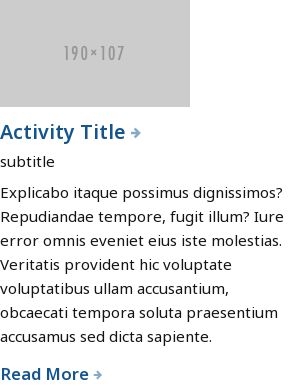 190×107
Activity Title →
subtitle
Explicabo itaque possimus dignissimos?
Repudiandae tempore, fugit illum? Iure
error omnis eveniet eius iste molestias.
Veritatis provident hic voluptate
voluptatibus ullam accusantium,
obcaecati tempora soluta praesentium
accusamus sed dicta sapiente.
Read More →